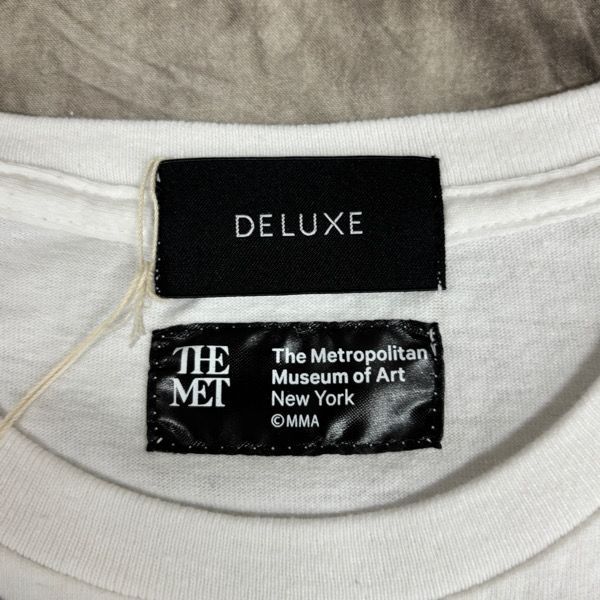 DELUXE
THE
MET
The Metropolitan
Museum of Art
New York
©MMA